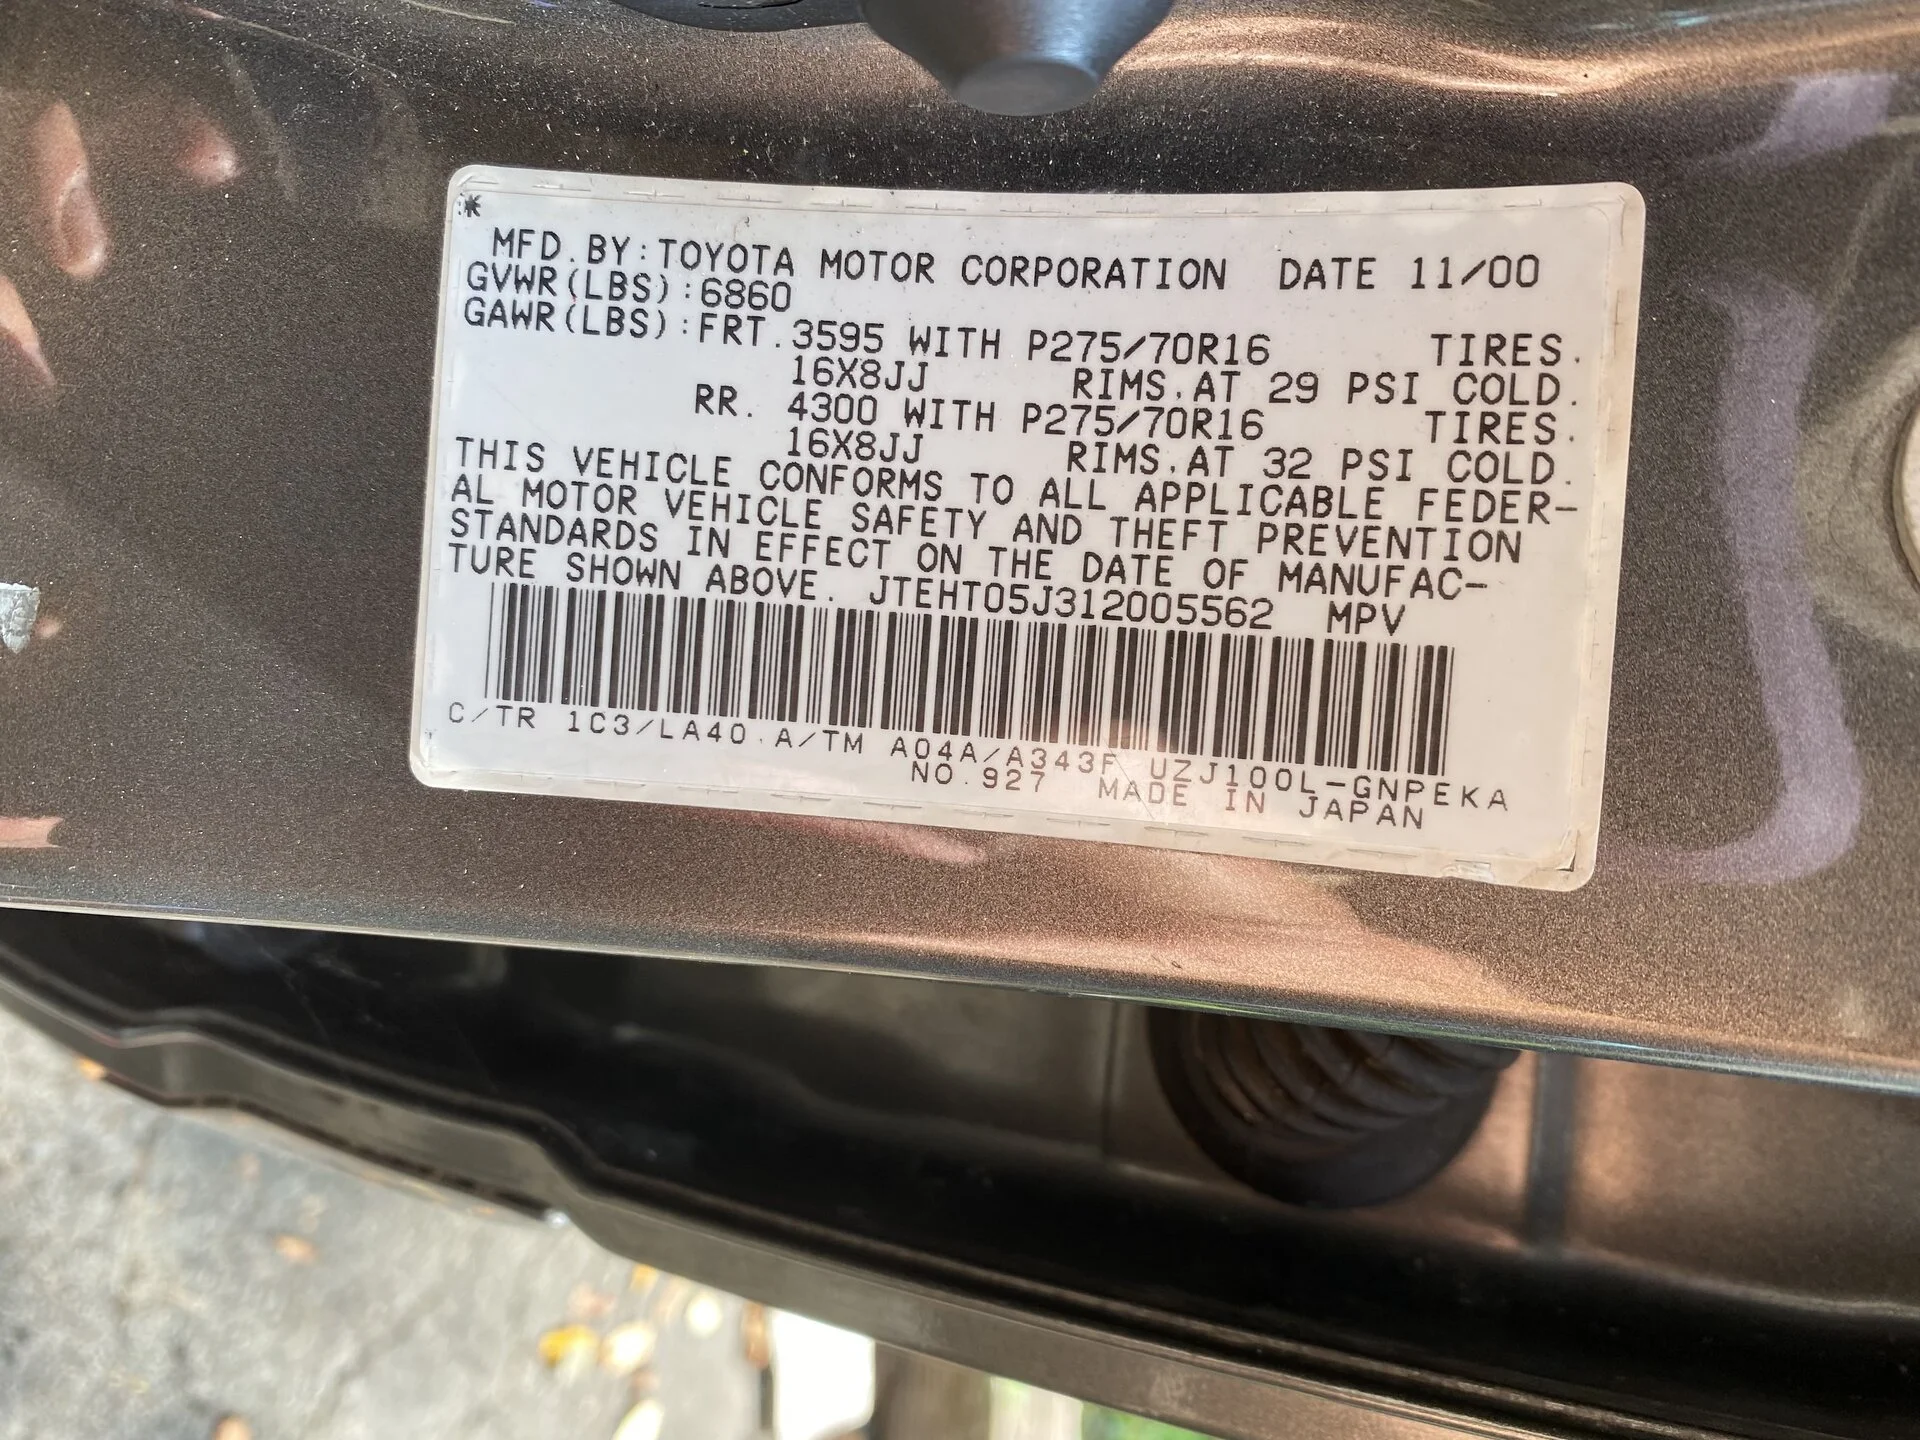 *
MFD. BY: TOYOTA MOTOR CORPORATION DATE 11/00
GVWR(LBS):6860
GAWR(LBS):FRT. 3595 WITH P275/70R16 TIRES.
16X8JJ RIMS, AT 29 PSI COLD.
RR. 4300 WITH P275/70R16 TIRES.
16X8JJ RIMS, AT 32 PSI COLD.
THIS VEHICLE CONFORMS TO ALL APPLICABLE FEDER-
AL MOTOR VEHICLE SAFETY AND THEFT PREVENTION
STANDARDS IN EFFECT ON THE DATE OF MANUFAC-
TURE SHOWN ABOVE. JTEHT05J312005562 MPV
C/TR 1C3/LA40 A/TM A04A/A343F UZJ100L-GNPEKA
NO.927 MADE IN JAPAN